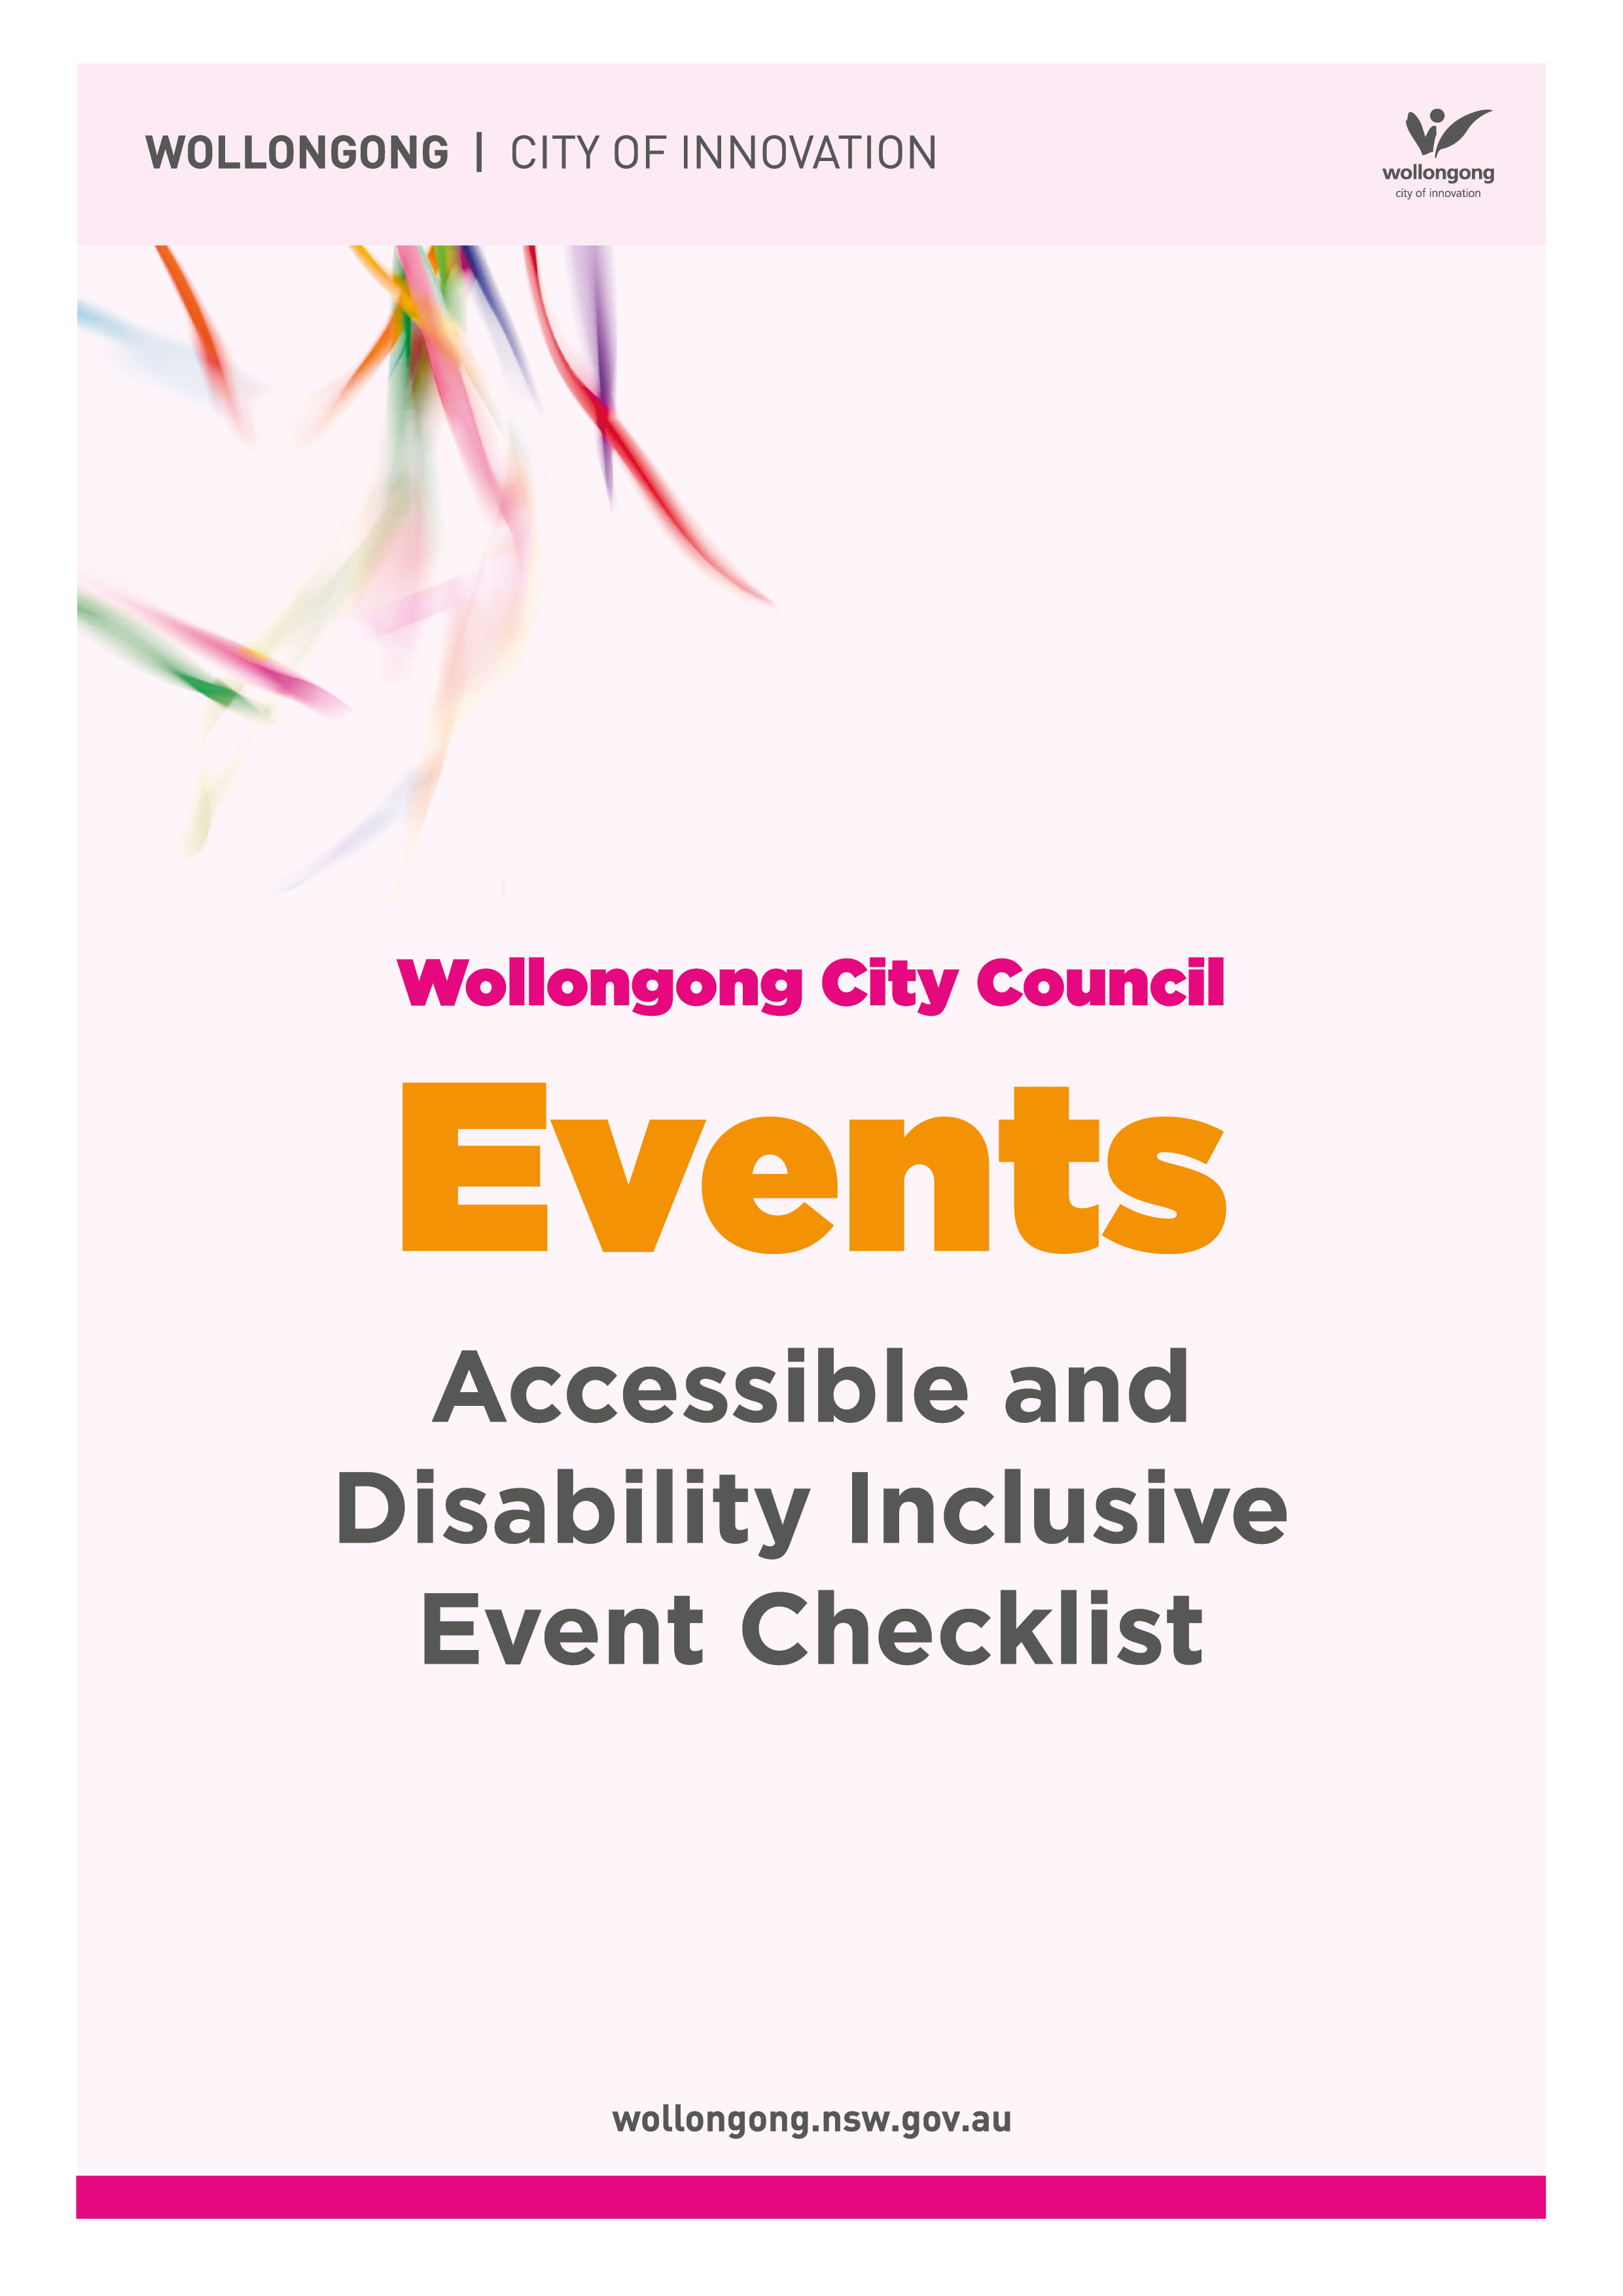 WOLLONGONG | CITY OF INNOVATION
wollongong
city of innovation
Wollongong City Council
Events
Accessible and
Disability Inclusive
Event Checklist
wollongong.nsw.gov.au